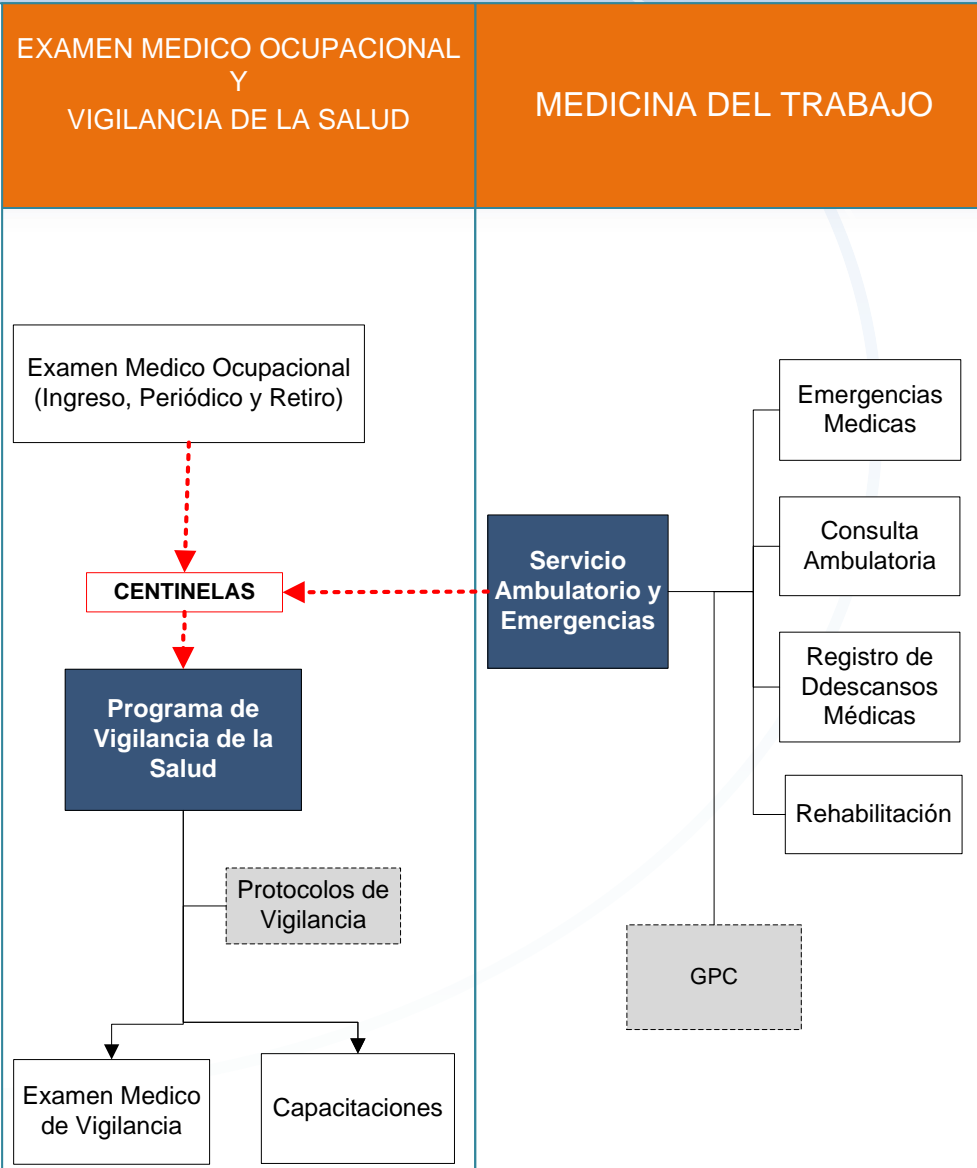 EXAMEN MEDICO OCUPACIONAL
Y
VIGILANCIA DE LA SALUD
MEDICINA DEL TRABAJO
Examen Medico Ocupacional
(Ingreso, Periódico y Retiro)
CENTINELAS
Programa de
Vigilancia de la
Salud
Protocolos de
Vigilancia
Examen Medico
de Vigilancia
Capacitaciones
Servicio
Ambulatorio y
Emergencias
Emergencias
Medicas
Consulta
Ambulatoria
Registro de
Ddescansos
Médicas
Rehabilitación
GPC